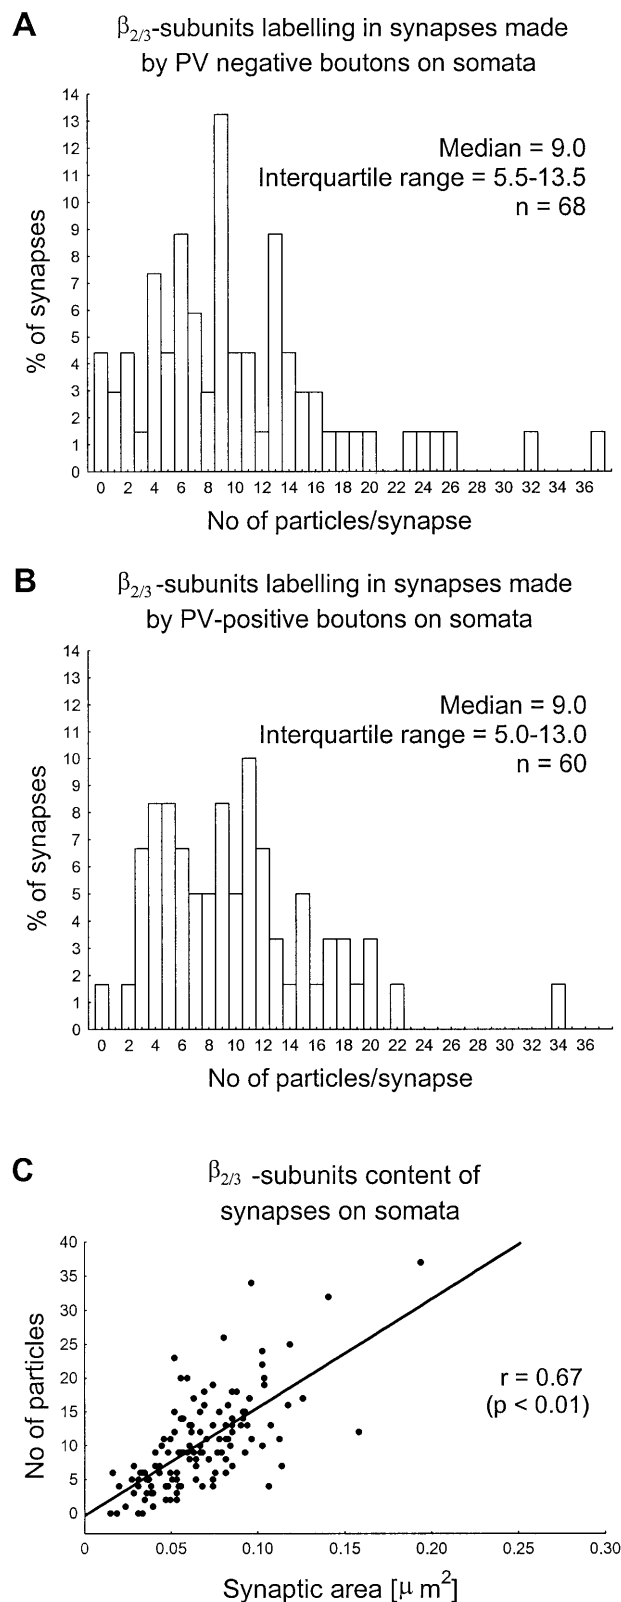 A
β2/3-subunits labelling in synapses made
by PV negative boutons on somata
14
13
12
11
10
9
8
7
6
5
4
3
2
1
0
% of synapses
Median = 9.0
Interquartile range = 5.5-13.5
n = 68
0 2 4 6 8 10 12 14 16 18 20 22 24 26 28 30 32 34 36
No of particles/synapse
B
β2/3-subunits labelling in synapses made
by PV-positive boutons on somata
14
13
12
11
10
9
8
7
6
5
4
3
2
1
0
% of synapses
Median = 9.0
Interquartile range = 5.0-13.0
n = 60
0 2 4 6 8 10 12 14 16 18 20 22 24 26 28 30 32 34 36
No of particles/synapse
C
β2/3 -subunits content of
synapses on somata
40
35
30
25
20
15
10
5
0
No of particles
r = 0.67
(p < 0.01)
0 0.05 0.10 0.15 0.20 0.25 0.30
Synaptic area [μ m²]